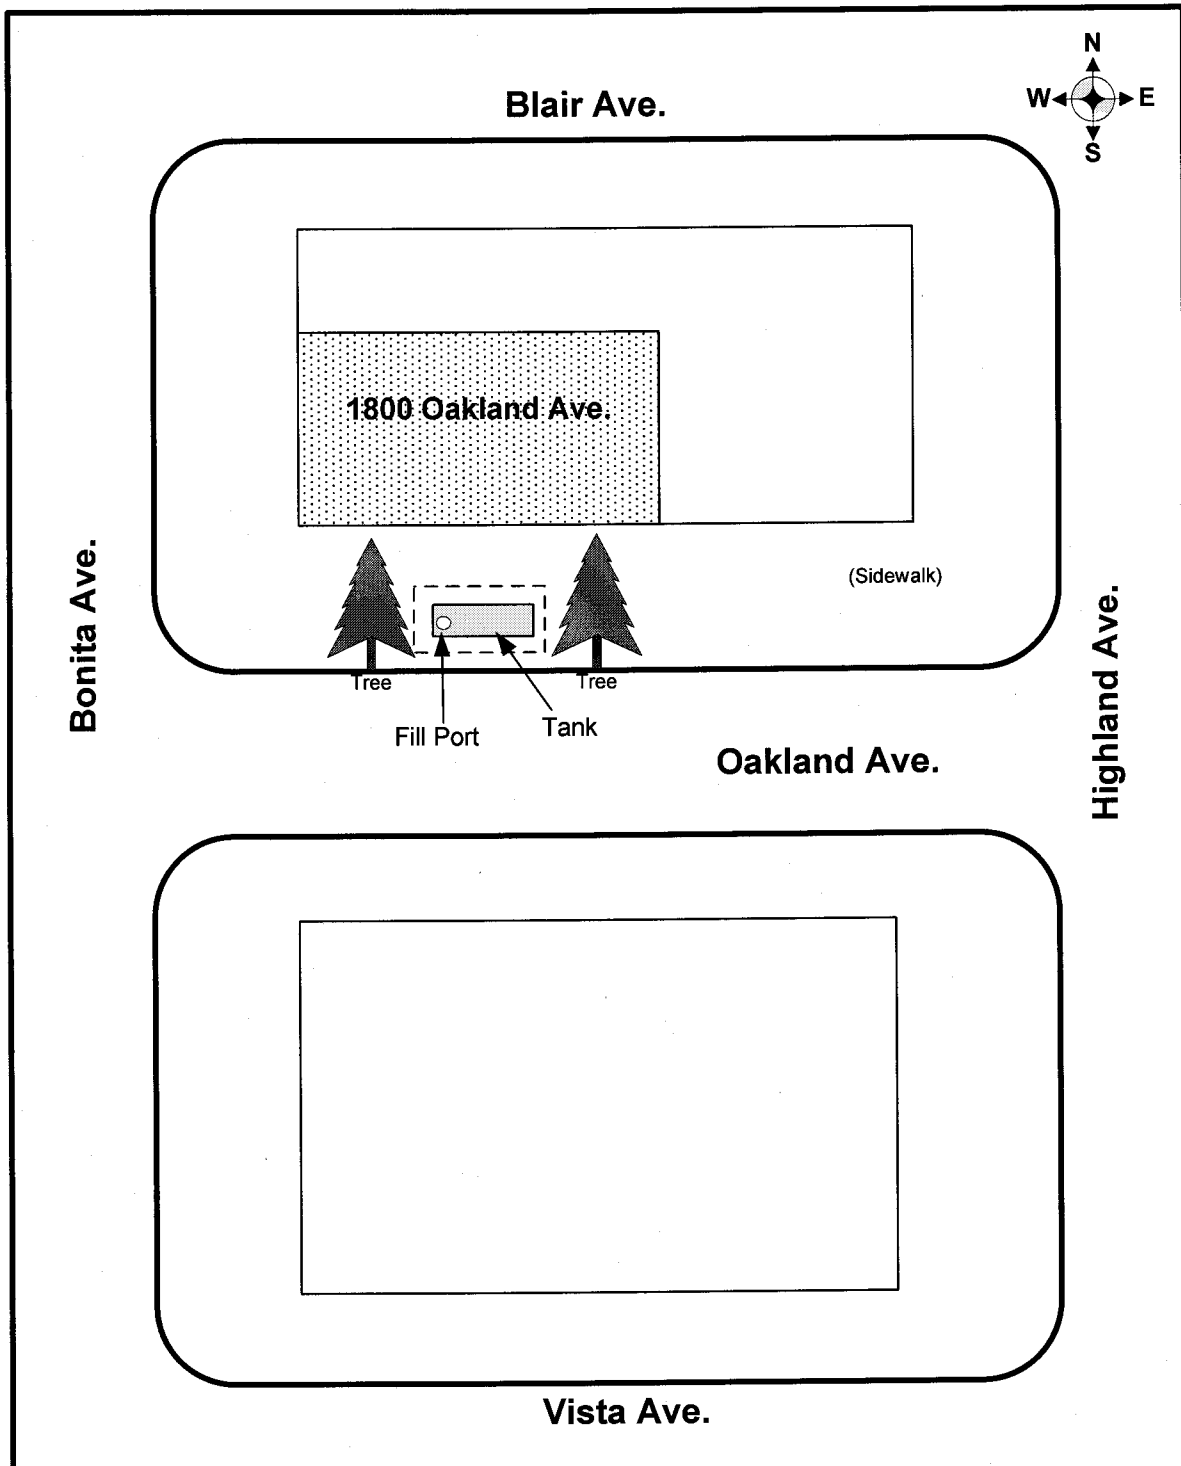 N
Blair Ave.
W
E
S
1800 Oakland Ave.
Bonita Ave.
(Sidewalk)
Highland Ave.
Tree
Tree
Fill Port
Tank
Oakland Ave.
Vista Ave.